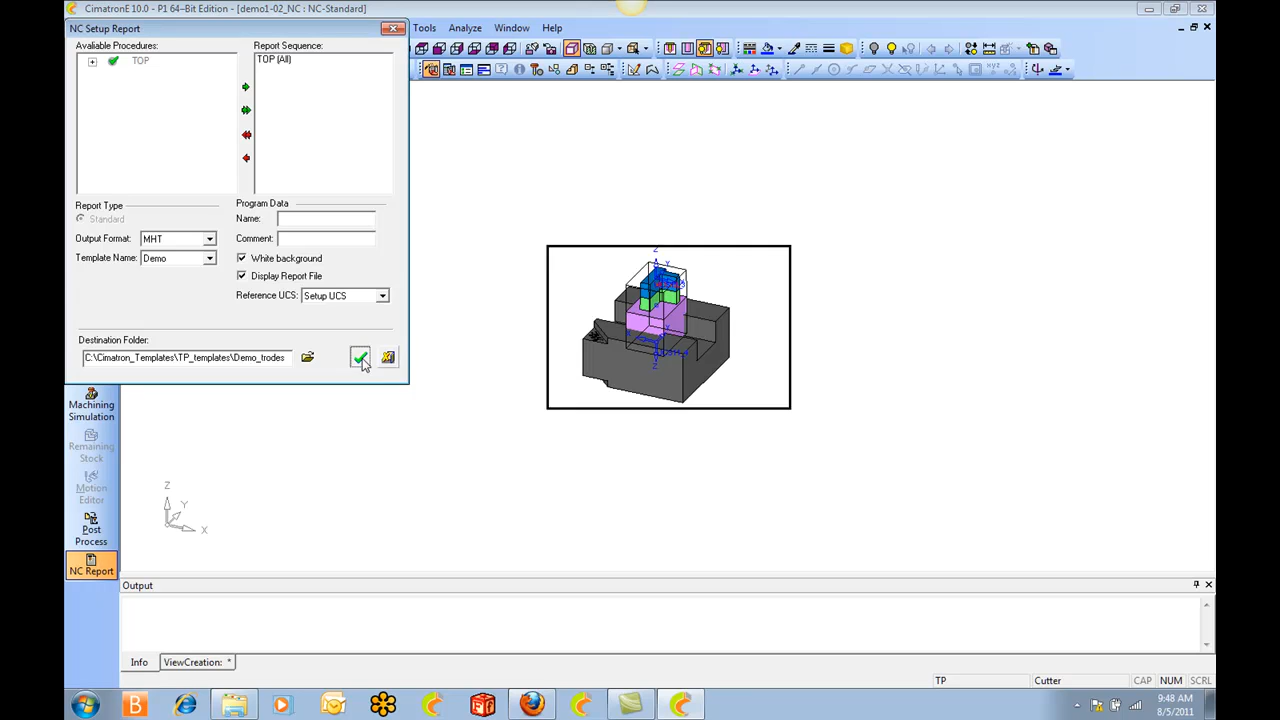 CimatronE 10.0 - P1 64-Bit Edition - [demo1-02_NC : NC-Standard]
NC Setup Report
Tools Analyze Window Help
Available Procedures:
Report Sequence:
TOP
TOP (All)
Report Type
Standard
Output Format: MHT
Template Name: Demo
Program Data
Name:
Comment:
White background
Display Report File
Reference UCS: Setup UCS
Destination Folder:
C:\Cimatron_Templates\TP_templates\Demo_trodes
Machining
Simulation
Remaining
Stock
Motion
Editor
Post
Process
NC Report
Z
Y
X
Z
Y
Z
Output
Info
ViewCreation: *
TP
Cutter
CAP NUM SCRL
9:48 AM
8/5/2011